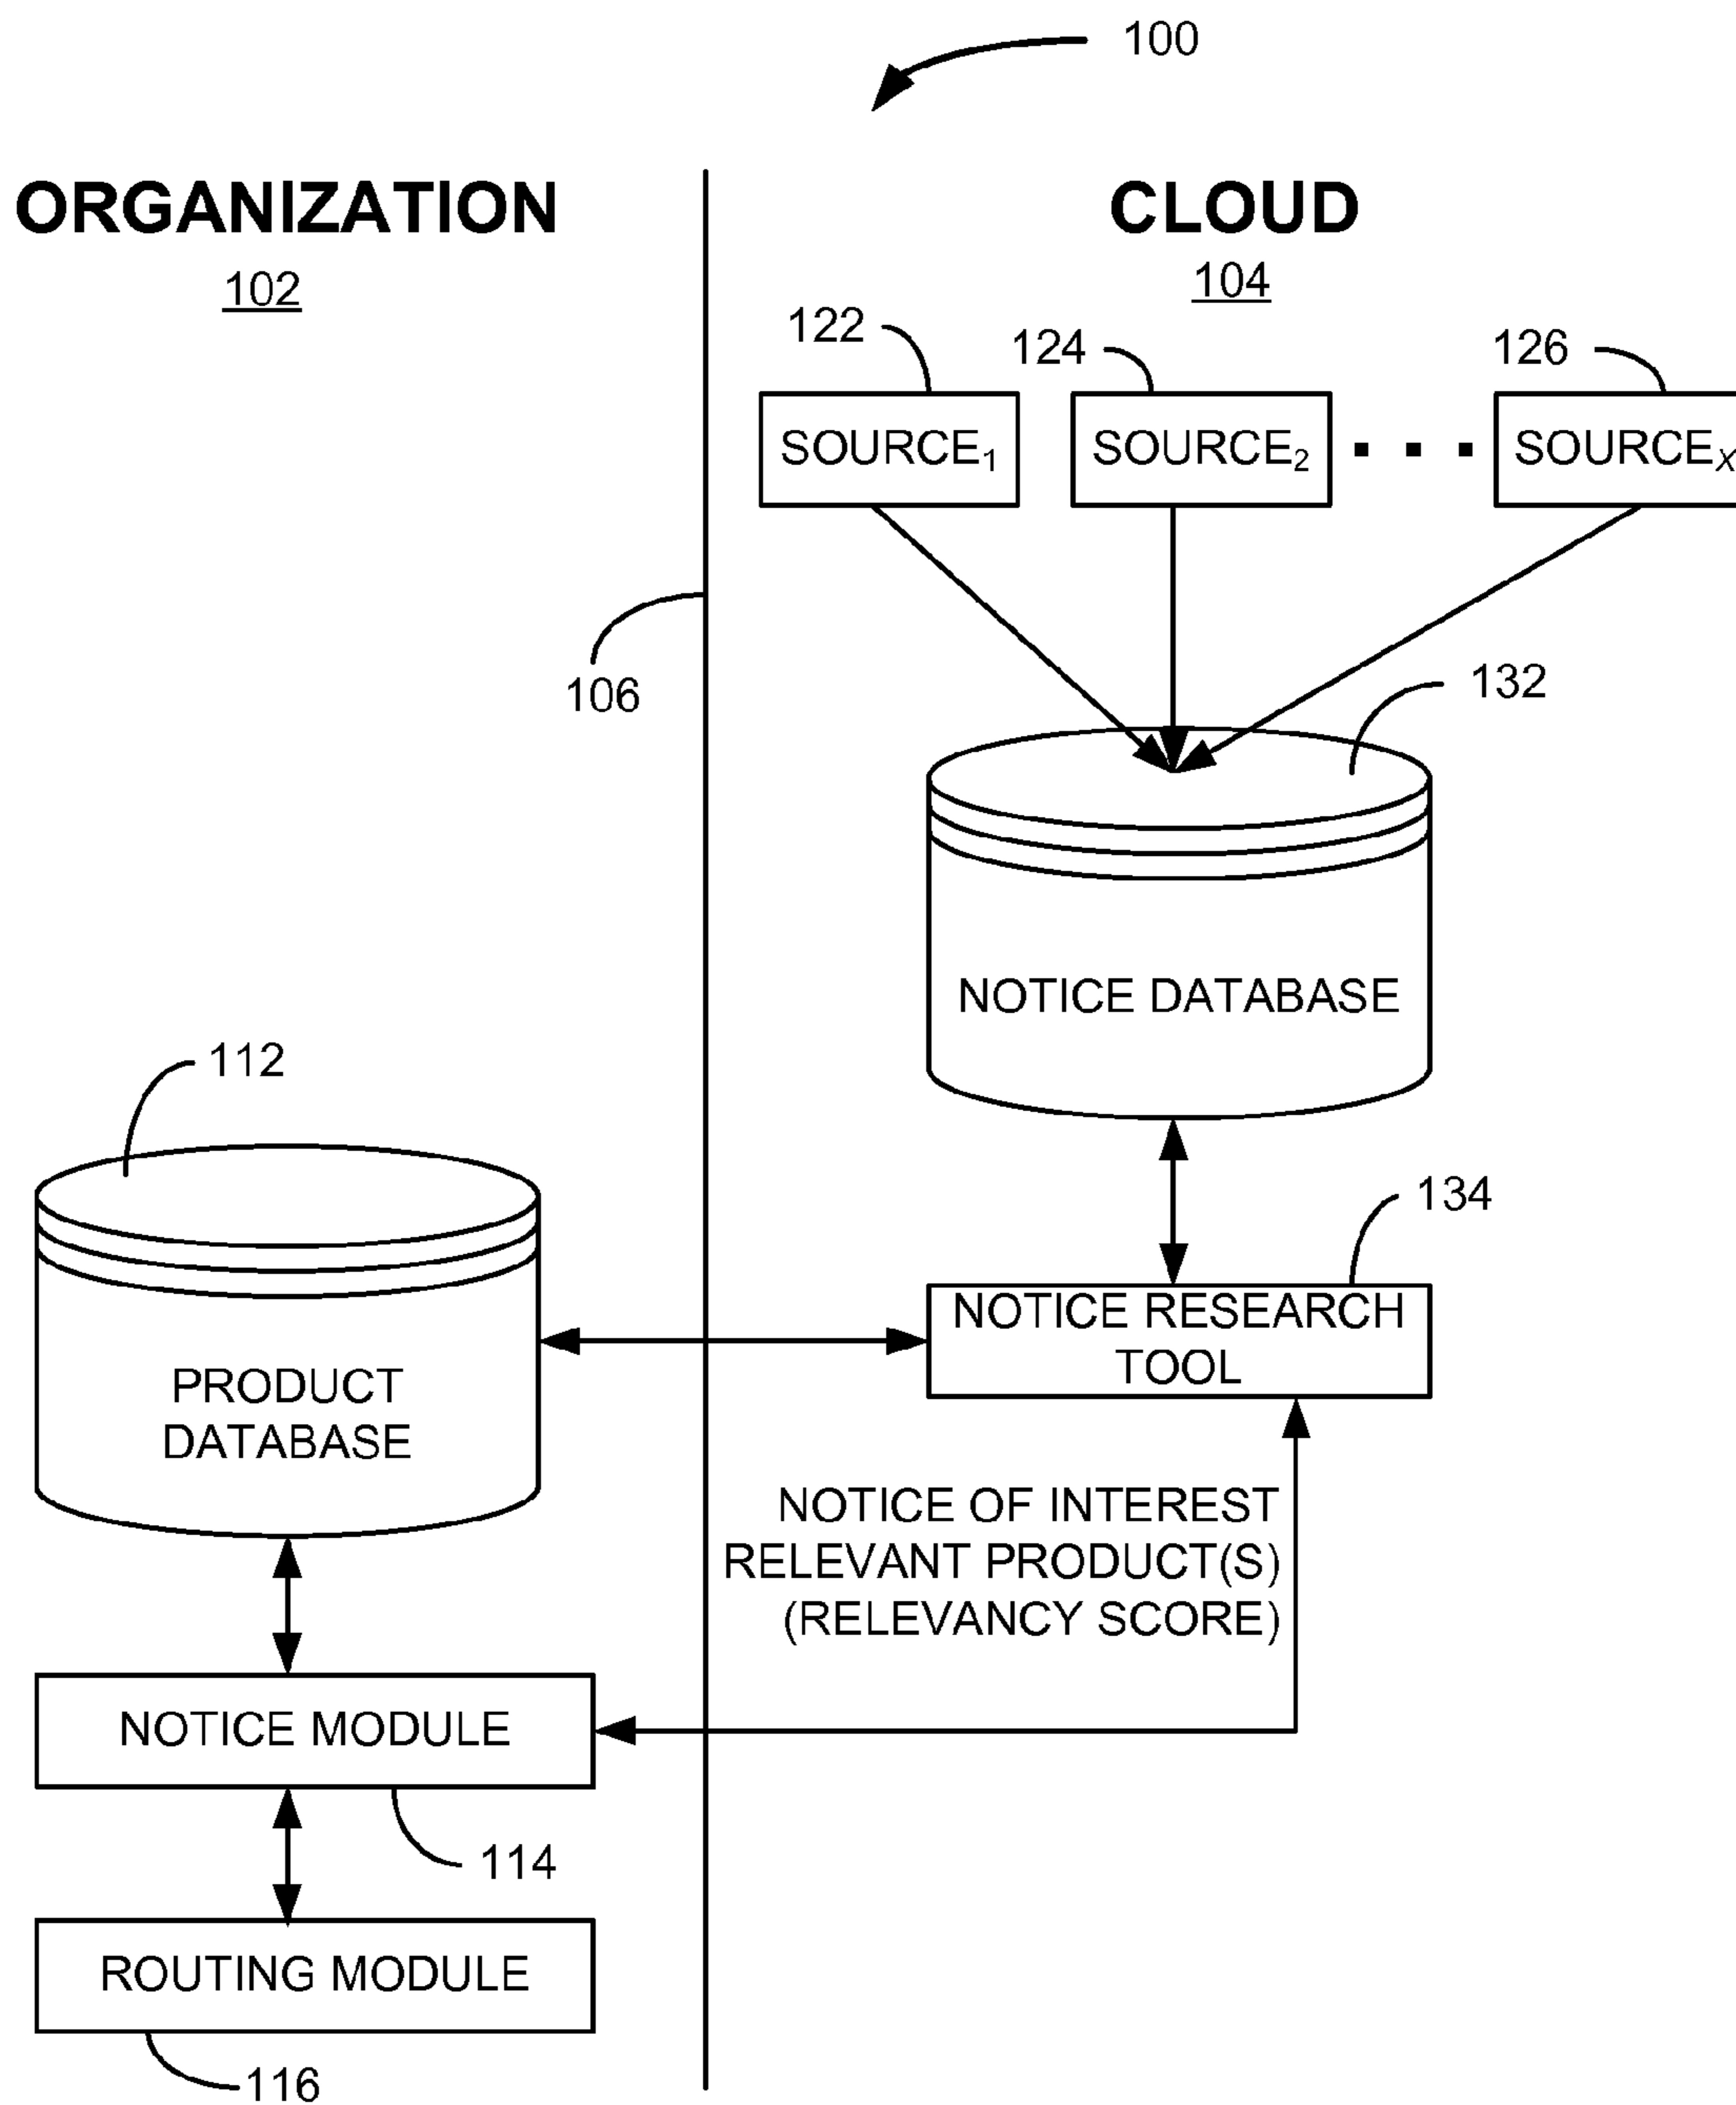 100
ORGANIZATION
102
CLOUD
104
122
124
126
SOURCE1
SOURCE2
SOURCEX
106
132
NOTICE DATABASE
112
134
NOTICE RESEARCH
TOOL
PRODUCT
DATABASE
NOTICE OF INTEREST
RELEVANT PRODUCT(S)
(RELEVANCY SCORE)
NOTICE MODULE
114
ROUTING MODULE
116